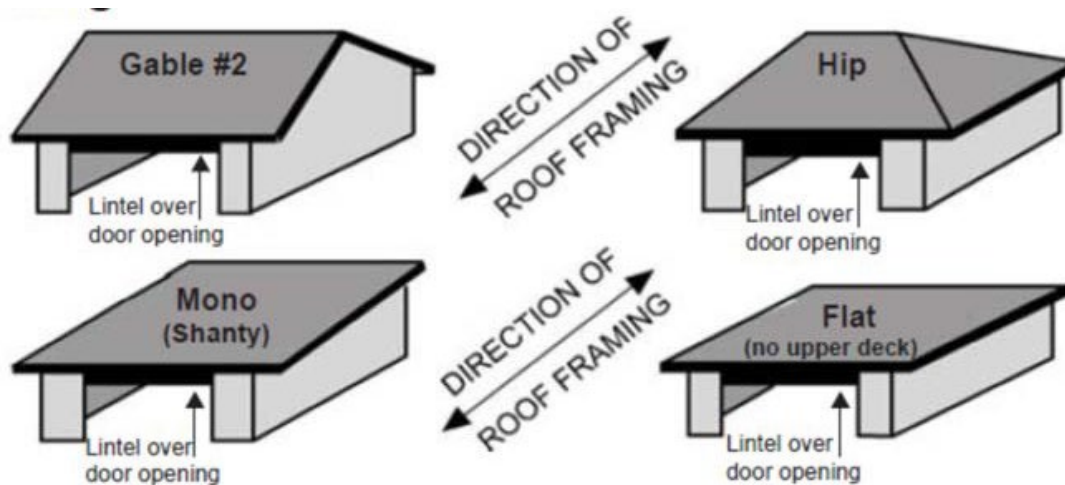 Gable #2
DIRECTION OF
ROOF FRAMING
Hip
Lintel over
door opening
Lintel over
door opening
Mono
(Shanty)
DIRECTION OF
ROOF FRAMING
Flat
(no upper deck)
Lintel over
door opening
Lintel over
door opening